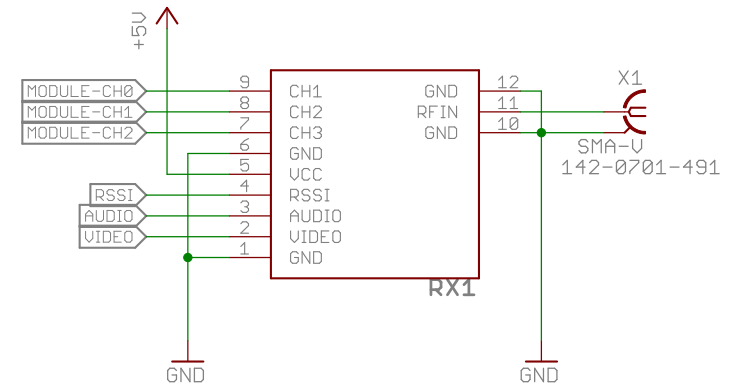 +5V
X1
MODULE-CH0 9 CH1 GND 12
MODULE-CH1 8 CH2 RFIN 11
MODULE-CH2 7 CH3 GND 10
SMA-V
142-0701-491
6 GND
5 VCC
RSSI 4 RSSI
AUDIO 3 AUDIO
VIDEO 2 VIDEO
1 GND
RX1
GND GND